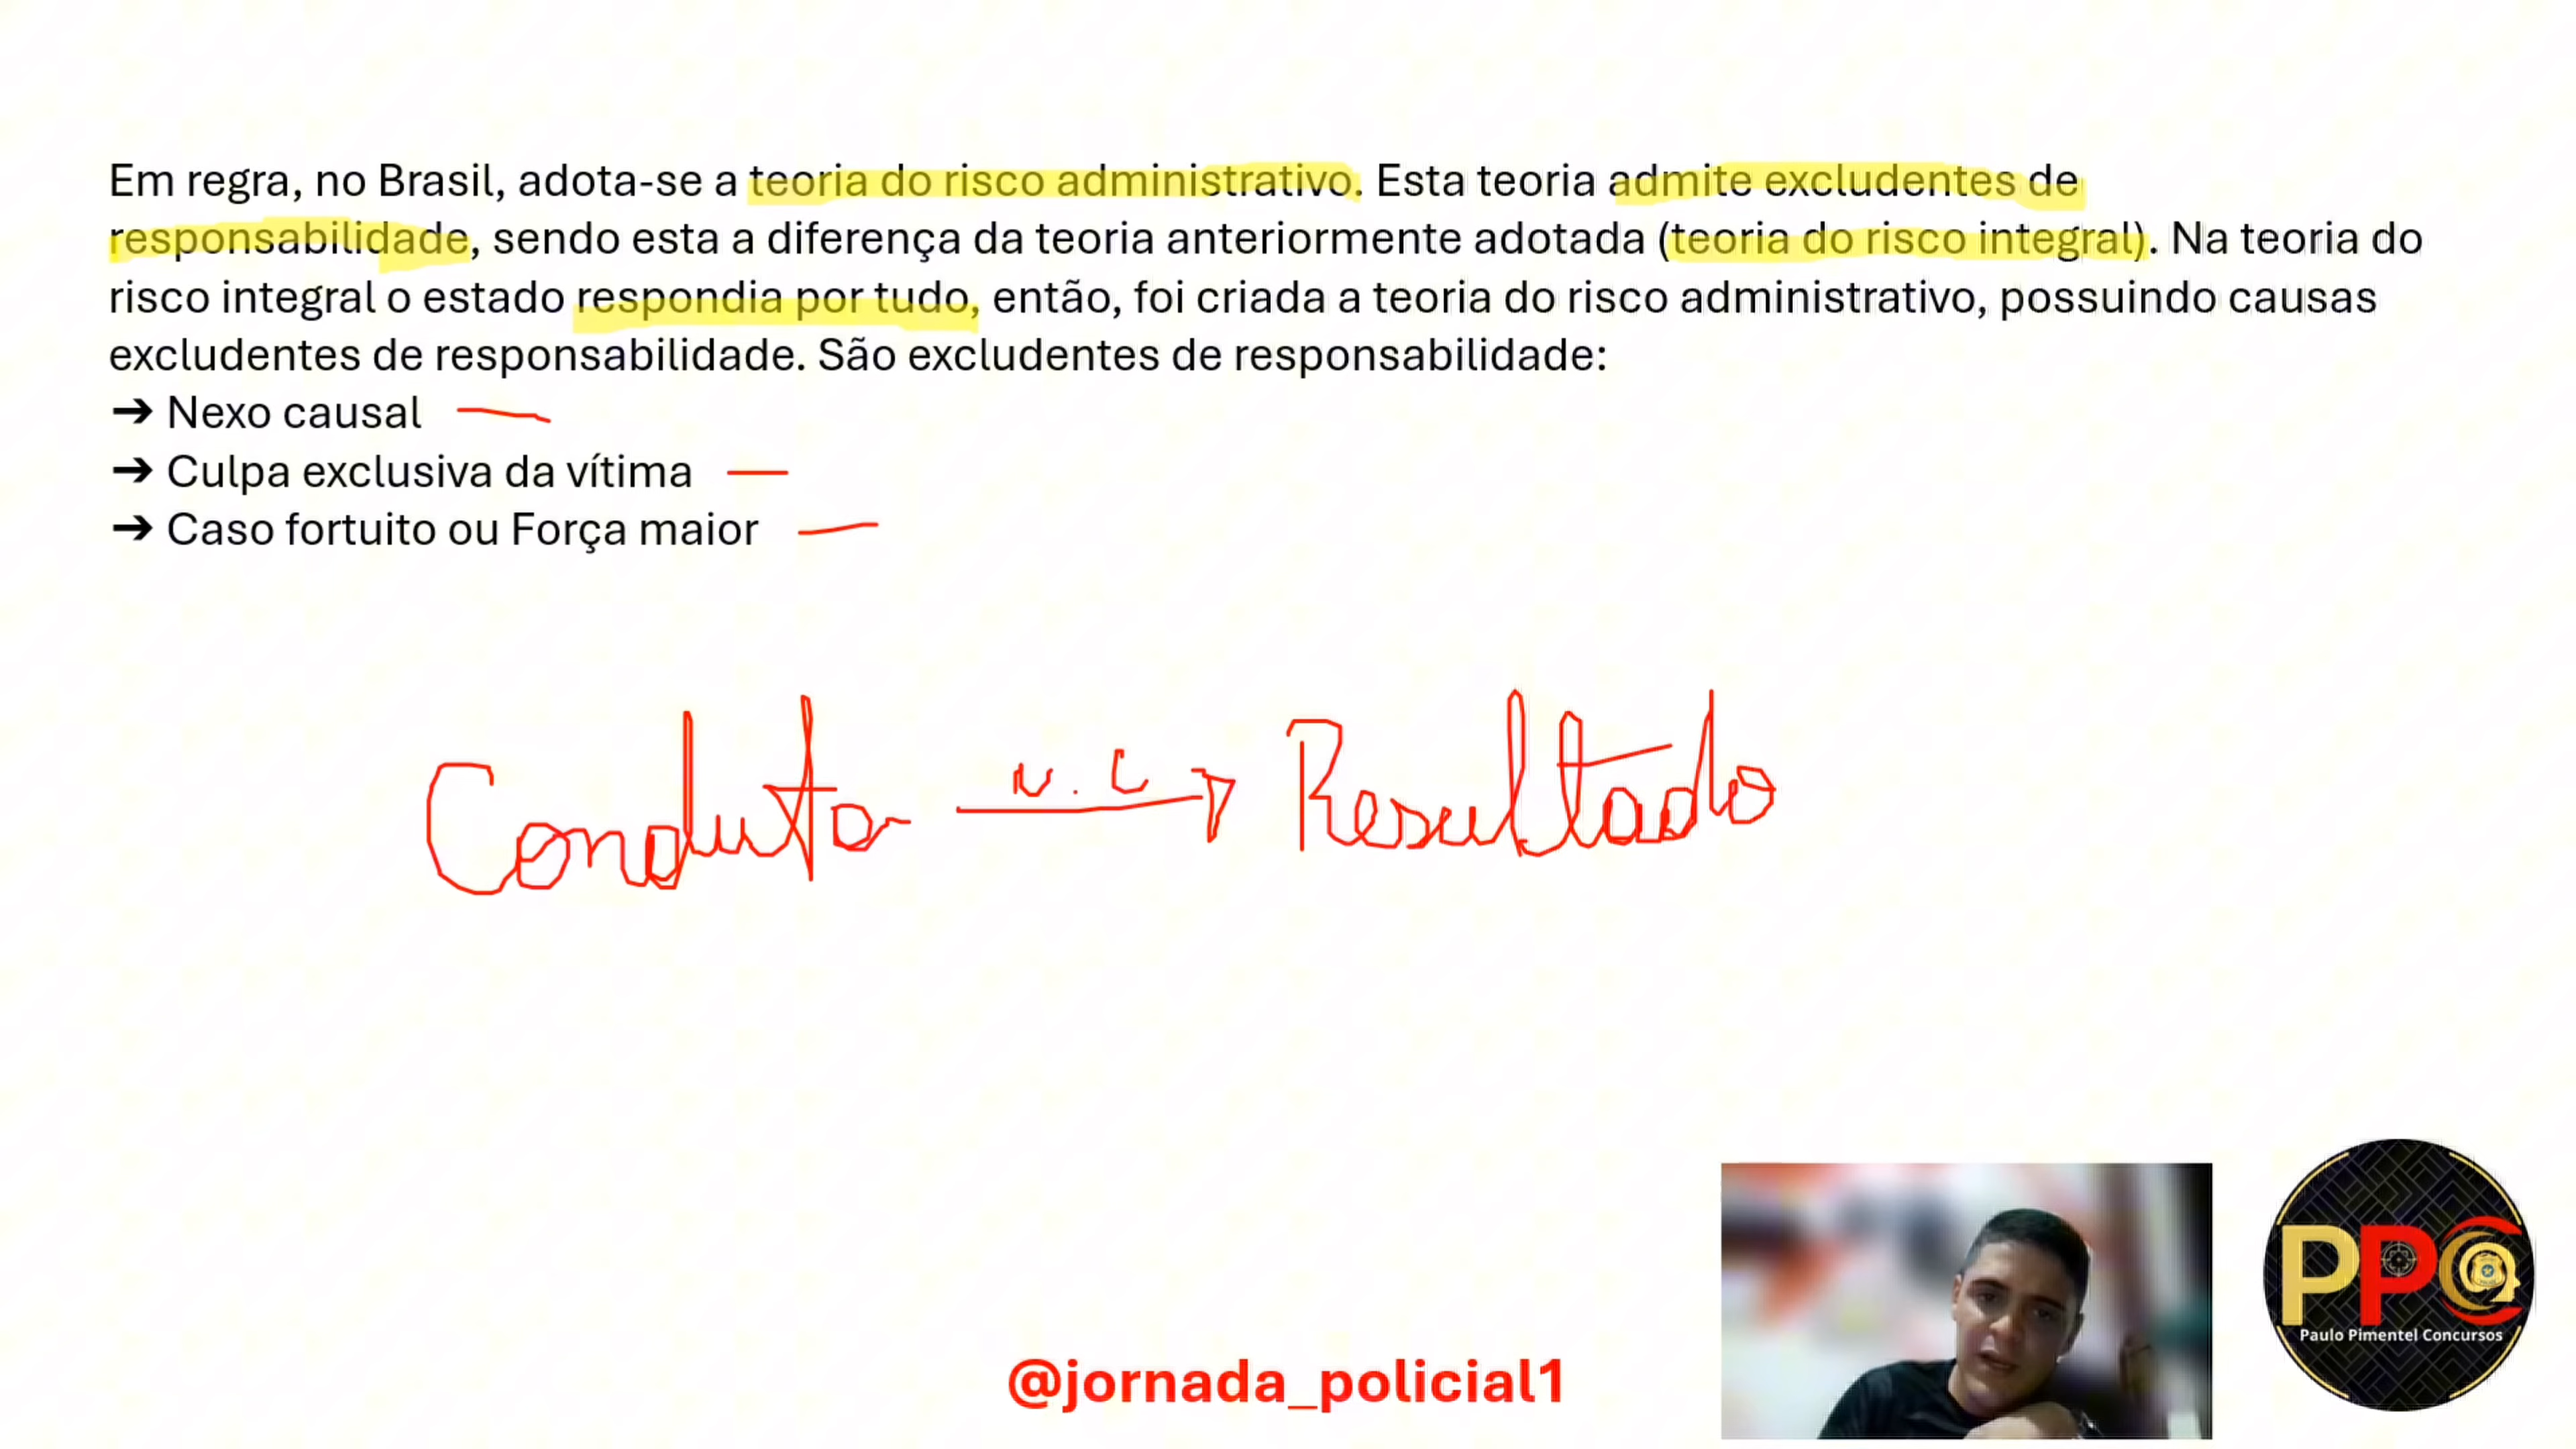 Em regra, no Brasil, adota-se a teoria do risco administrativo. Esta teoria admite excludentes de
responsabilidade, sendo esta a diferença da teoria anteriormente adotada (teoria do risco integral). Na teoria do
risco integral o estado respondia por tudo, então, foi criada a teoria do risco administrativo, possuindo causas
excludentes de responsabilidade. São excludentes de responsabilidade:
➔ Nexo causal
➔ Culpa exclusiva da vítima
➔ Caso fortuito ou Força maior
Conduta N.C Resultado
PPC
Paulo Pimentel Concursos
@jornada_policial1